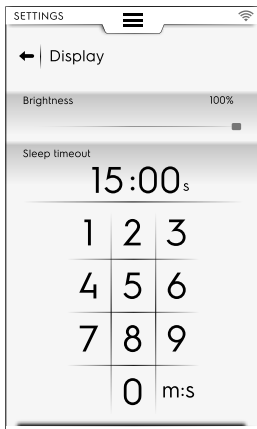 SETTINGS
Display
Brightness 100%
Sleep timeout
15:00s
1 2 3
4 5 6
7 8 9
0 m:s